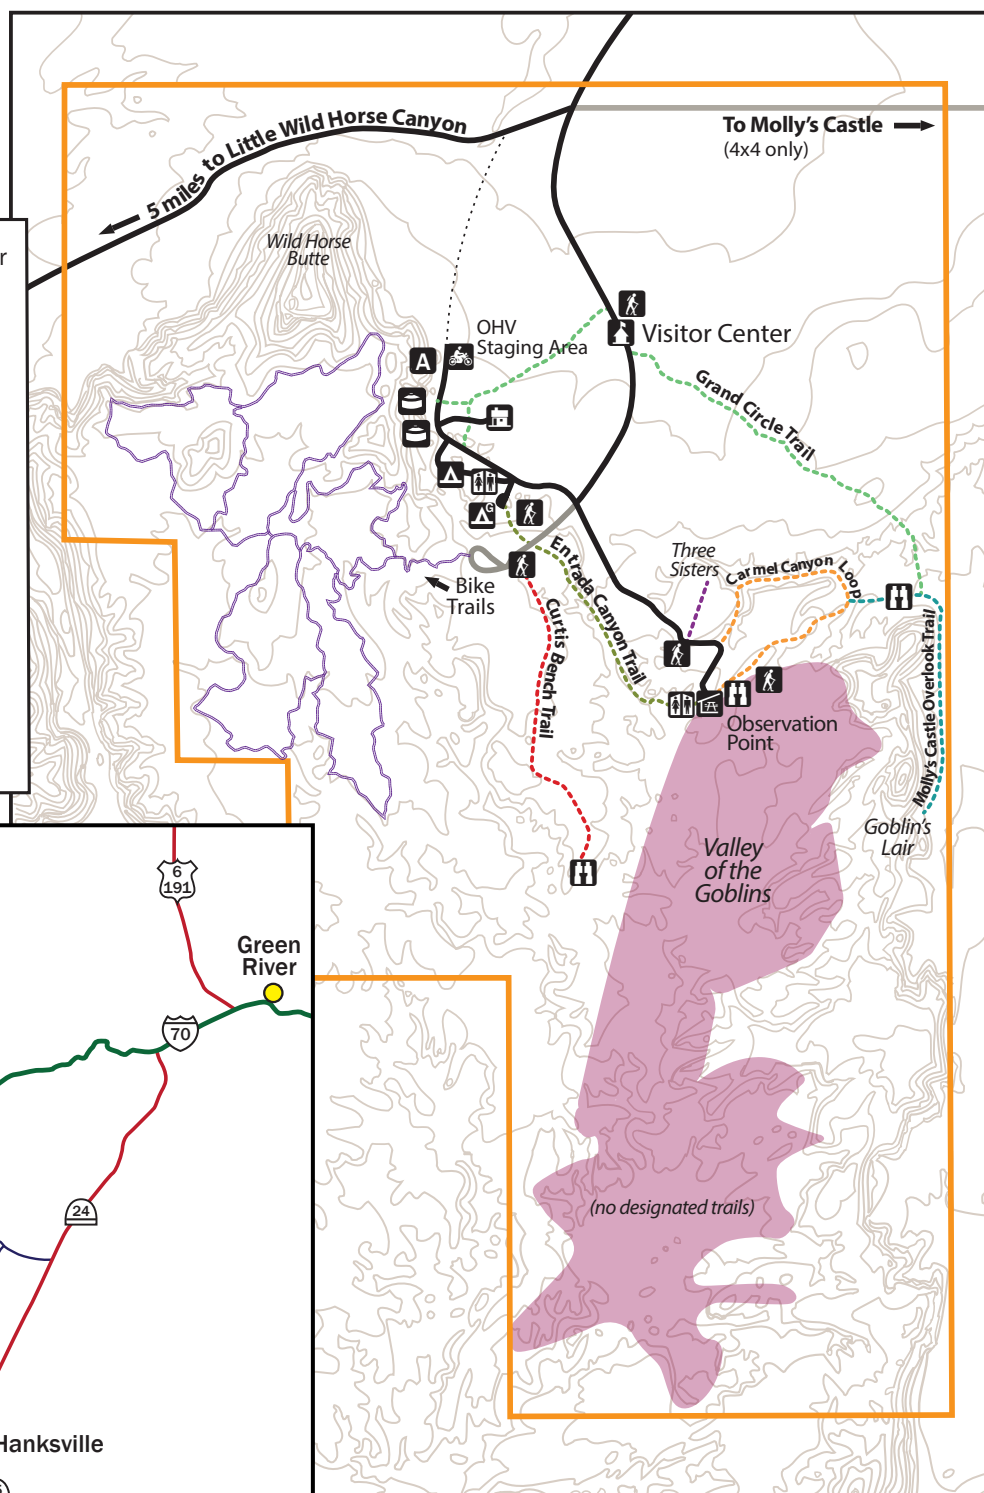 5 miles to Little Wild Horse Canyon
To Molly's Castle
(4x4 only)
r
Wild Horse
Butte
OHV
Staging Area
Visitor Center
A
Grand Circle Trail
G
Entrada Canyon Trail
Three
Sisters
Carmel Canyon Loop
Bike
Trails
Curtis Bench Trail
Molly's Castle Overlook Trail
Observation
Point
Goblin's
Lair
Valley
of the
Goblins
6
191
Green
River
70
24
(no designated trails)
Hanksville